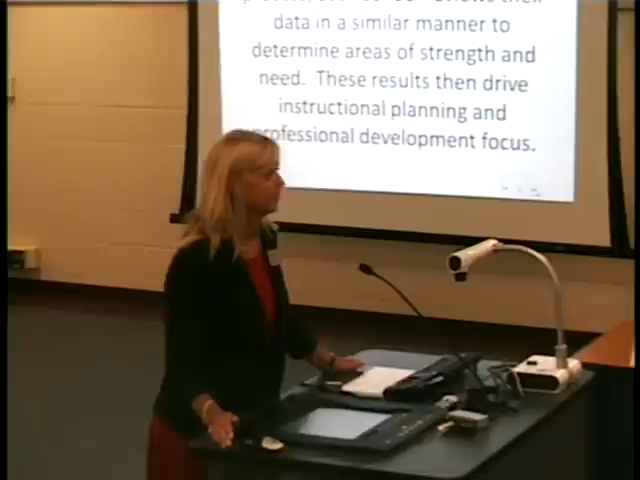 data in a similar manner to
determine areas of strength and
need. These results then drive
instructional planning and
professional development focus.